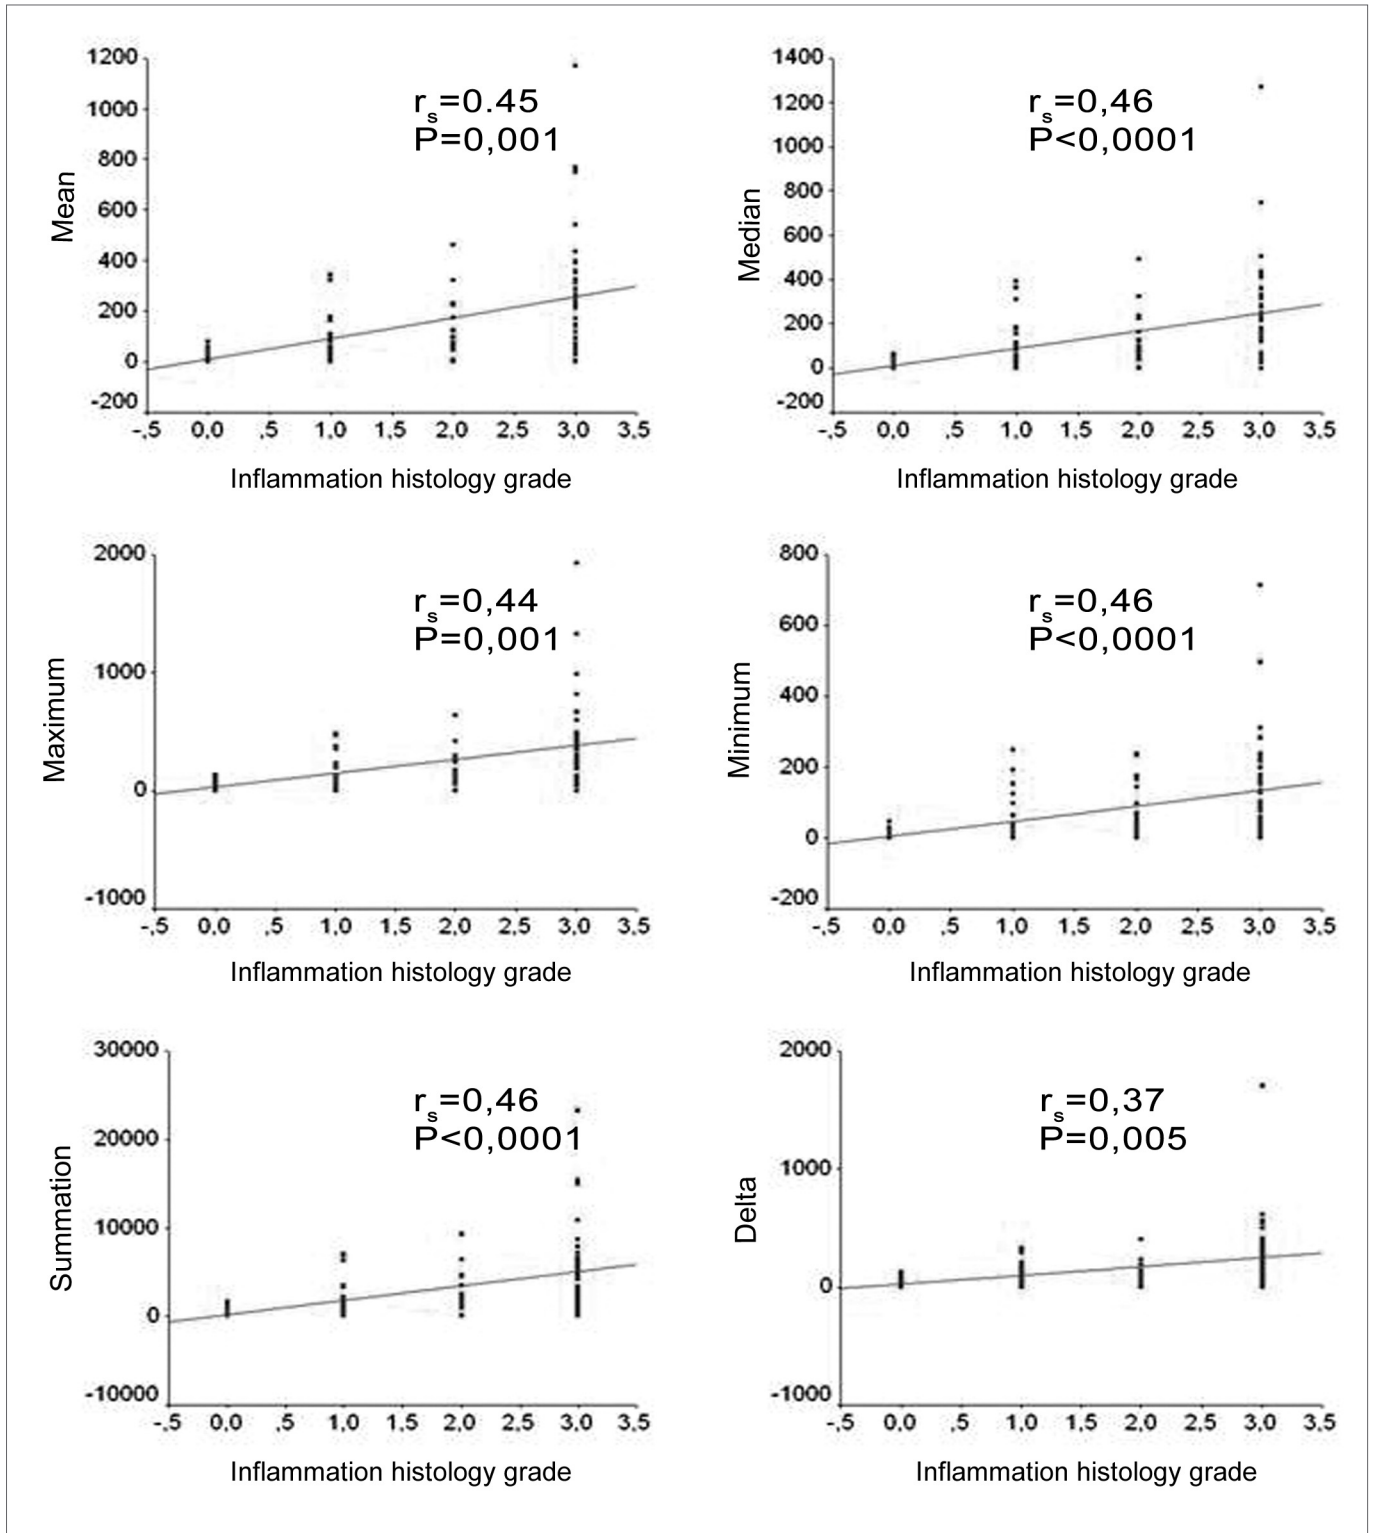 1200
1000
800
600
400
200
0
-200
Mean
r_s=0.45
P=0,001
-,5 0,0 ,5 1,0 1,5 2,0 2,5 3,0 3,5
Inflammation histology grade
1400
1200
1000
800
600
400
200
0
-200
Median
r_s=0,46
P<0,0001
-,5 0,0 ,5 1,0 1,5 2,0 2,5 3,0 3,5
Inflammation histology grade
2000
1000
0
-1000
Maximum
r_s=0,44
P=0,001
-,5 0,0 ,5 1,0 1,5 2,0 2,5 3,0 3,5
Inflammation histology grade
800
600
400
200
0
-200
Minimum
r_s=0,46
P<0,0001
-,5 0,0 ,5 1,0 1,5 2,0 2,5 3,0 3,5
Inflammation histology grade
30000
20000
10000
0
-10000
Summation
r_s=0,46
P<0,0001
-,5 0,0 ,5 1,0 1,5 2,0 2,5 3,0 3,5
Inflammation histology grade
2000
1000
0
-1000
Delta
r_s=0,37
P=0,005
-,5 0,0 ,5 1,0 1,5 2,0 2,5 3,0 3,5
Inflammation histology grade